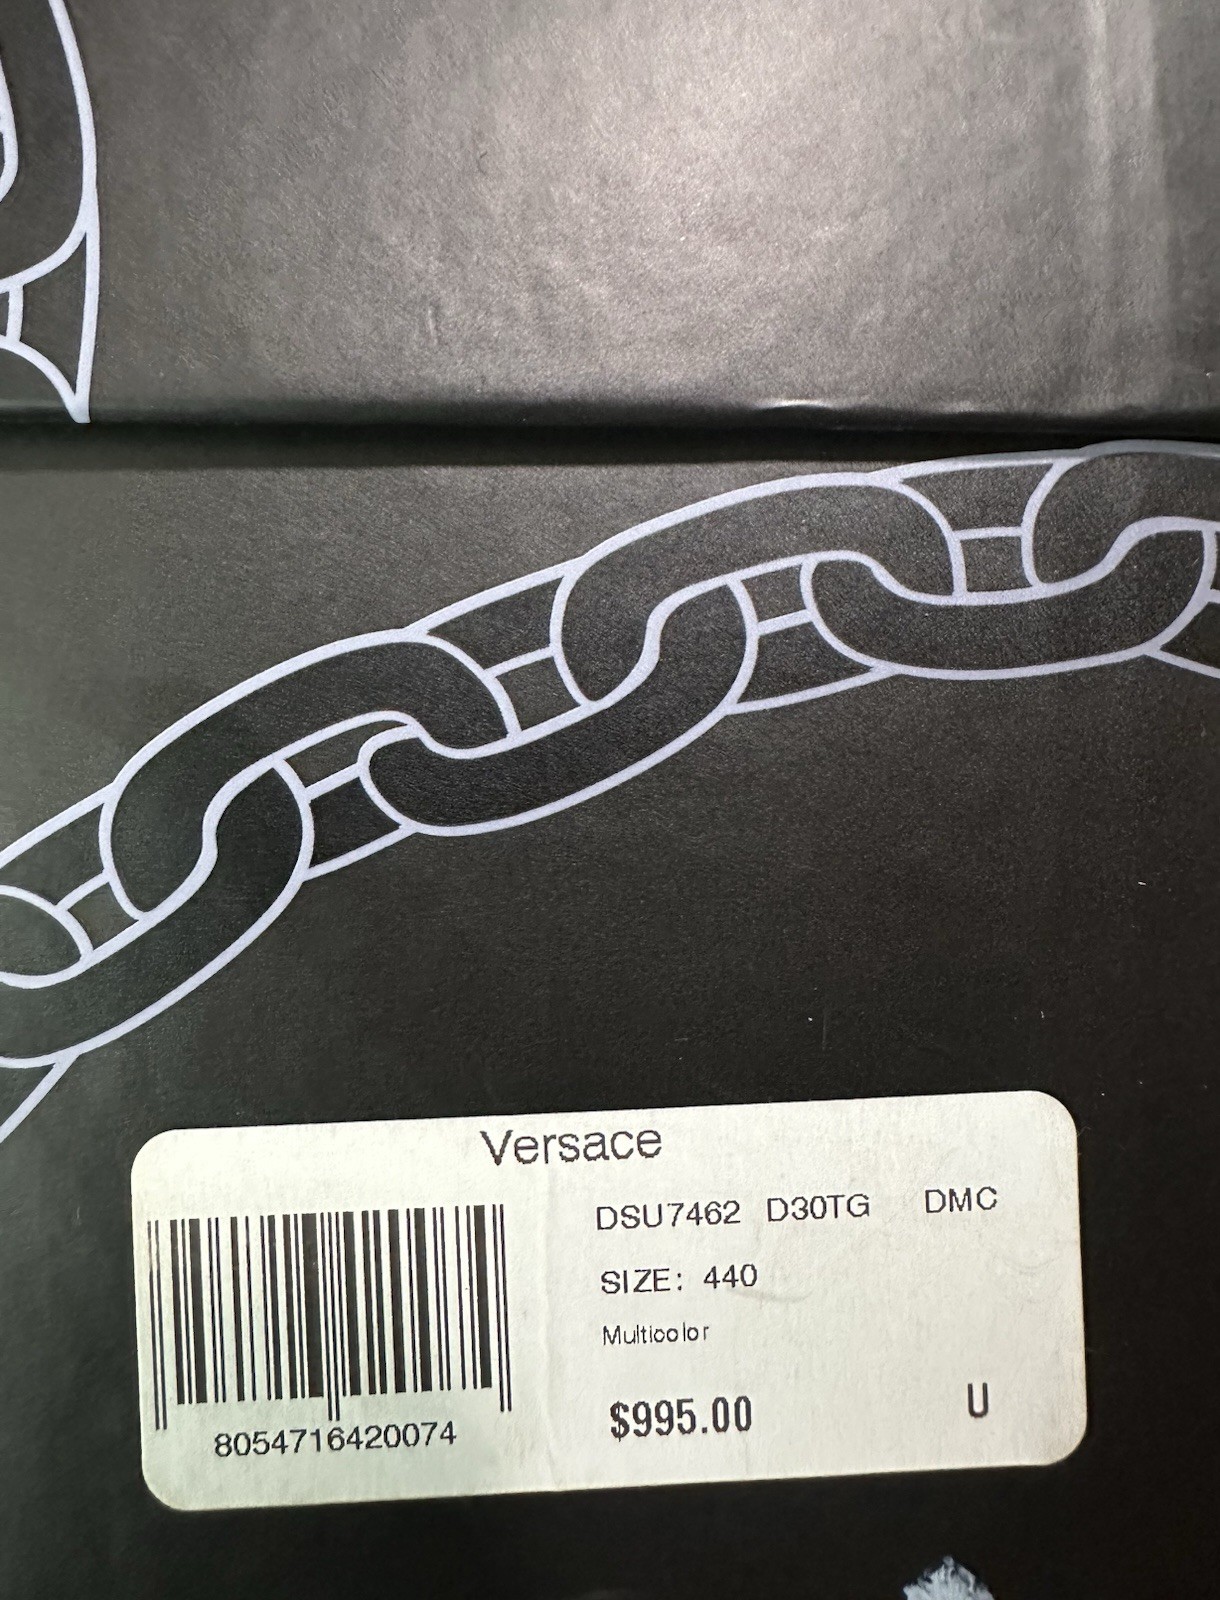 Versace
DSU7462 D30TG DMC
SIZE: 440
Multicolor
$995.00 U
8054716420074